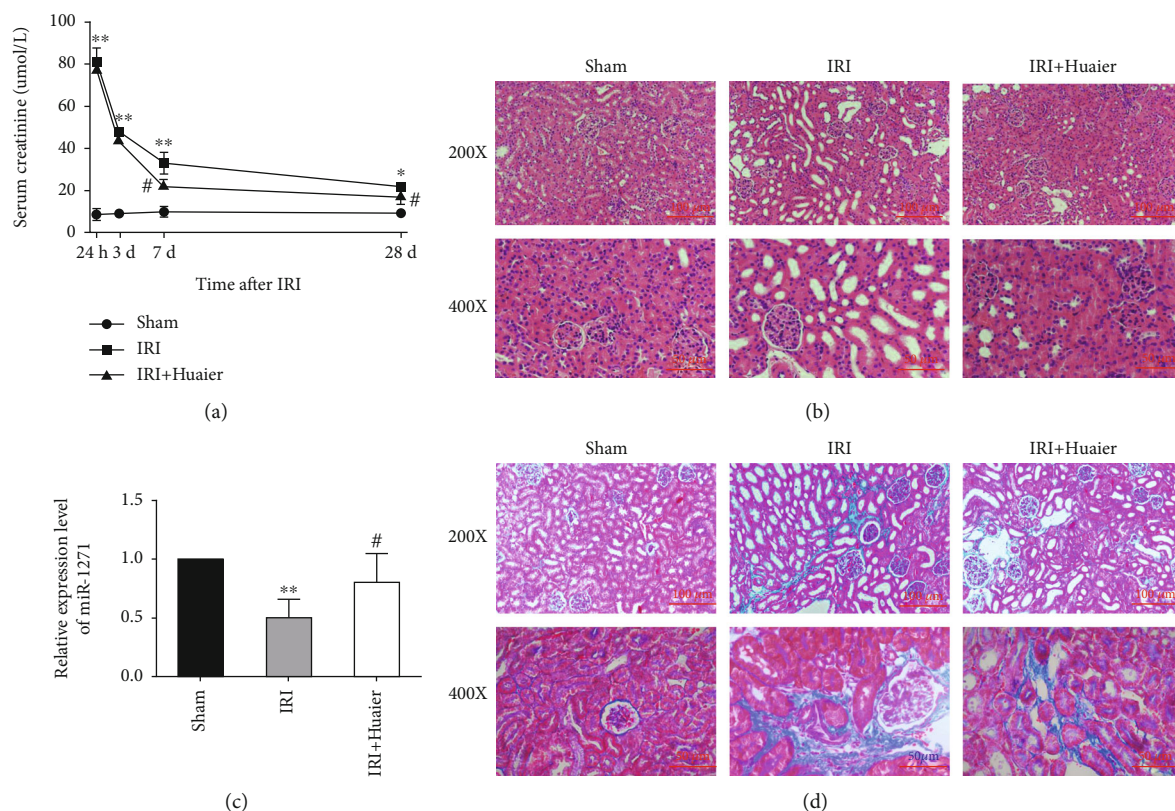 100
80
60
40
20
0
Serum creatinine (umol/L)
**
**
**
*
#
#
24 h 3 d 7 d 28 d
Time after IRI
Sham
IRI
IRI+Huaier
(a)
Sham IRI IRI+Huaier
200X
400X
(b)
1.5
1.0
0.5
0.0
Relative expression level
of miR-1271
**
#
Sham
IRI
IRI+Huaier
(c)
Sham IRI IRI+Huaier
200X
100 μm
400X
50μm
(d)